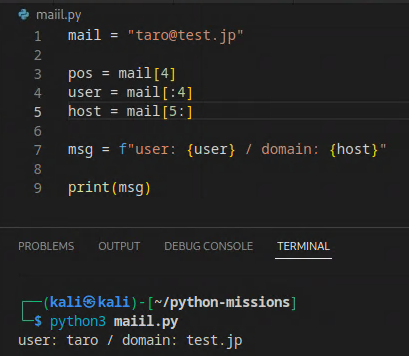 maiil.py
1 mail = "taro@test.jp"
2
3 pos = mail[4]
4 user = mail[:4]
5 host = mail[5:]
6
7 msg = f"user: {user} / domain: {host}"
8
9 print(msg)
PROBLEMS OUTPUT DEBUG CONSOLE TERMINAL
┌──(kali㉿kali)-[~/python-missions]
└─$ python3 maiil.py
user: taro / domain: test.jp